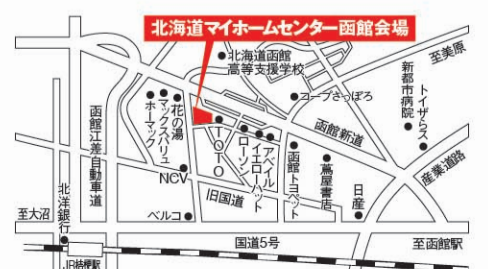 北海道マイホームセンター函館会場
北海道函館
高等支援学校
至美原
コープさっぽろ
新都市病院
トイザらス
函館新道
産業道路
花の湯
マックスバリュ
ホーマック
TOTO
ローソン
イエローハット
アベイル
函館トヨペット
蔦屋書店
日産
函館江差自動車道
NCV
旧国道
ベルコ
北洋銀行
至大沼
国道5号
至函館駅
JR桔梗駅